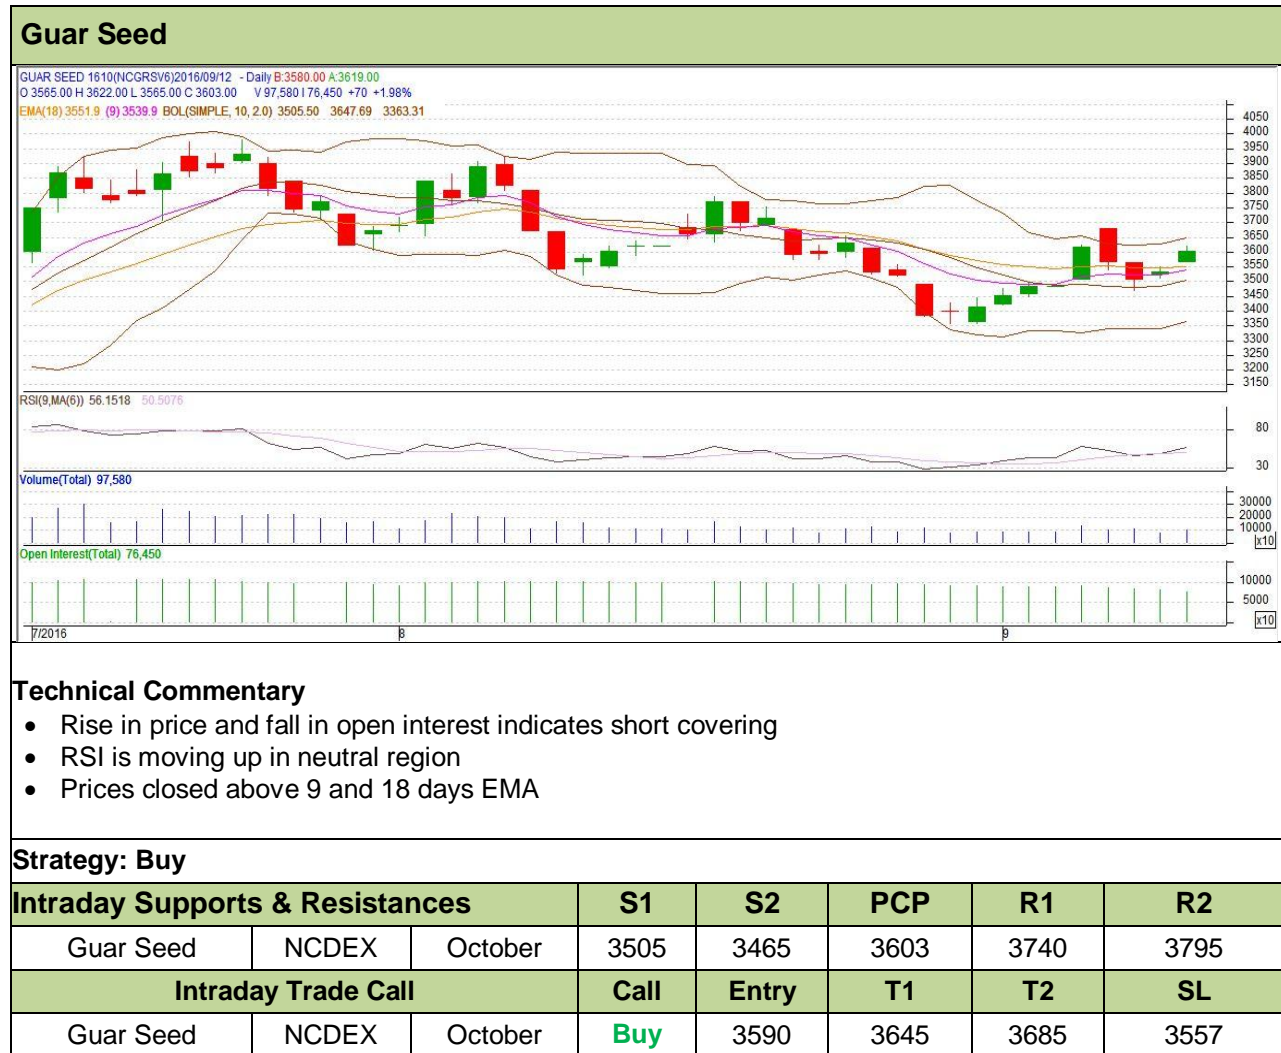 Guar Seed
GUAR SEED 1610(NCGRSV6)2016/09/12 - Daily B:3580.00 A:3619.00
O 3565.00 H 3622.00 L 3565.00 C 3603.00 V 97,580 I 76,450 +70 +1.98%
EMA(18) 3551.9 (9) 3539.9 BOL(SIMPLE, 10, 2.0) 3505.50 3647.69 3363.31
4050
4000
3950
3900
3850
3800
3750
3700
3650
3600
3550
3500
3450
3400
3350
3300
3250
3200
3150
RSI(9,MA(6)) 56.1518 50.5076
80
30
Volume(Total) 97,580
30000
20000
10000
x10
Open Interest(Total) 76,450
10000
5000
x10
7/2016 8 9
Technical Commentary
• Rise in price and fall in open interest indicates short covering
• RSI is moving up in neutral region
• Prices closed above 9 and 18 days EMA
Strategy: Buy
Intraday Supports & Resistances S1 S2 PCP R1 R2
Guar Seed NCDEX October 3505 3465 3603 3740 3795
Intraday Trade Call Call Entry T1 T2 SL
Guar Seed NCDEX October Buy 3590 3645 3685 3557